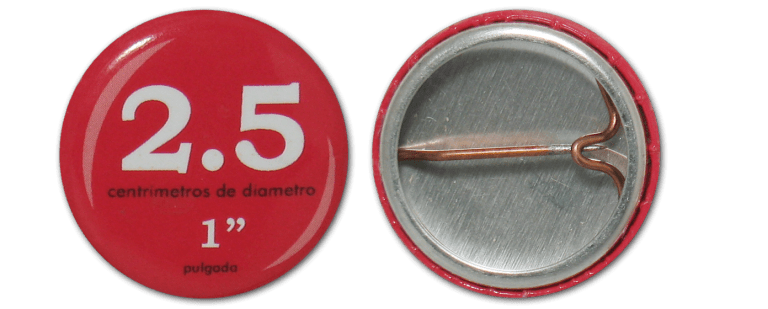 2.5
centrimetros de diametro
1”
pulgada